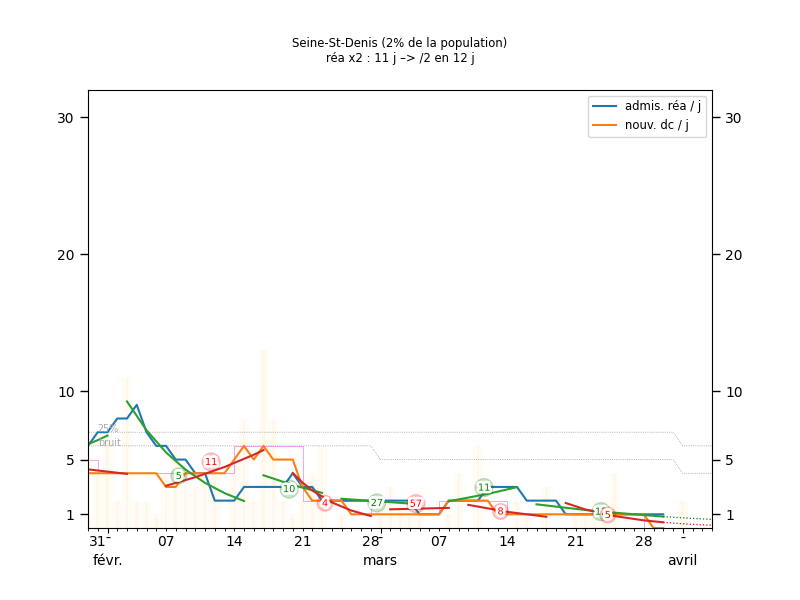 Seine-St-Denis (2% de la population)
réa x2 : 11 j –> /2 en 12 j
admis. réa / j
nouv. dc / j
30 30
20 20
10 10
5 5
1 1
25%
bruit
5 11 10 4 27 57 11 8 5
31 07 14 21 28 07 14 21 28
févr. mars avril